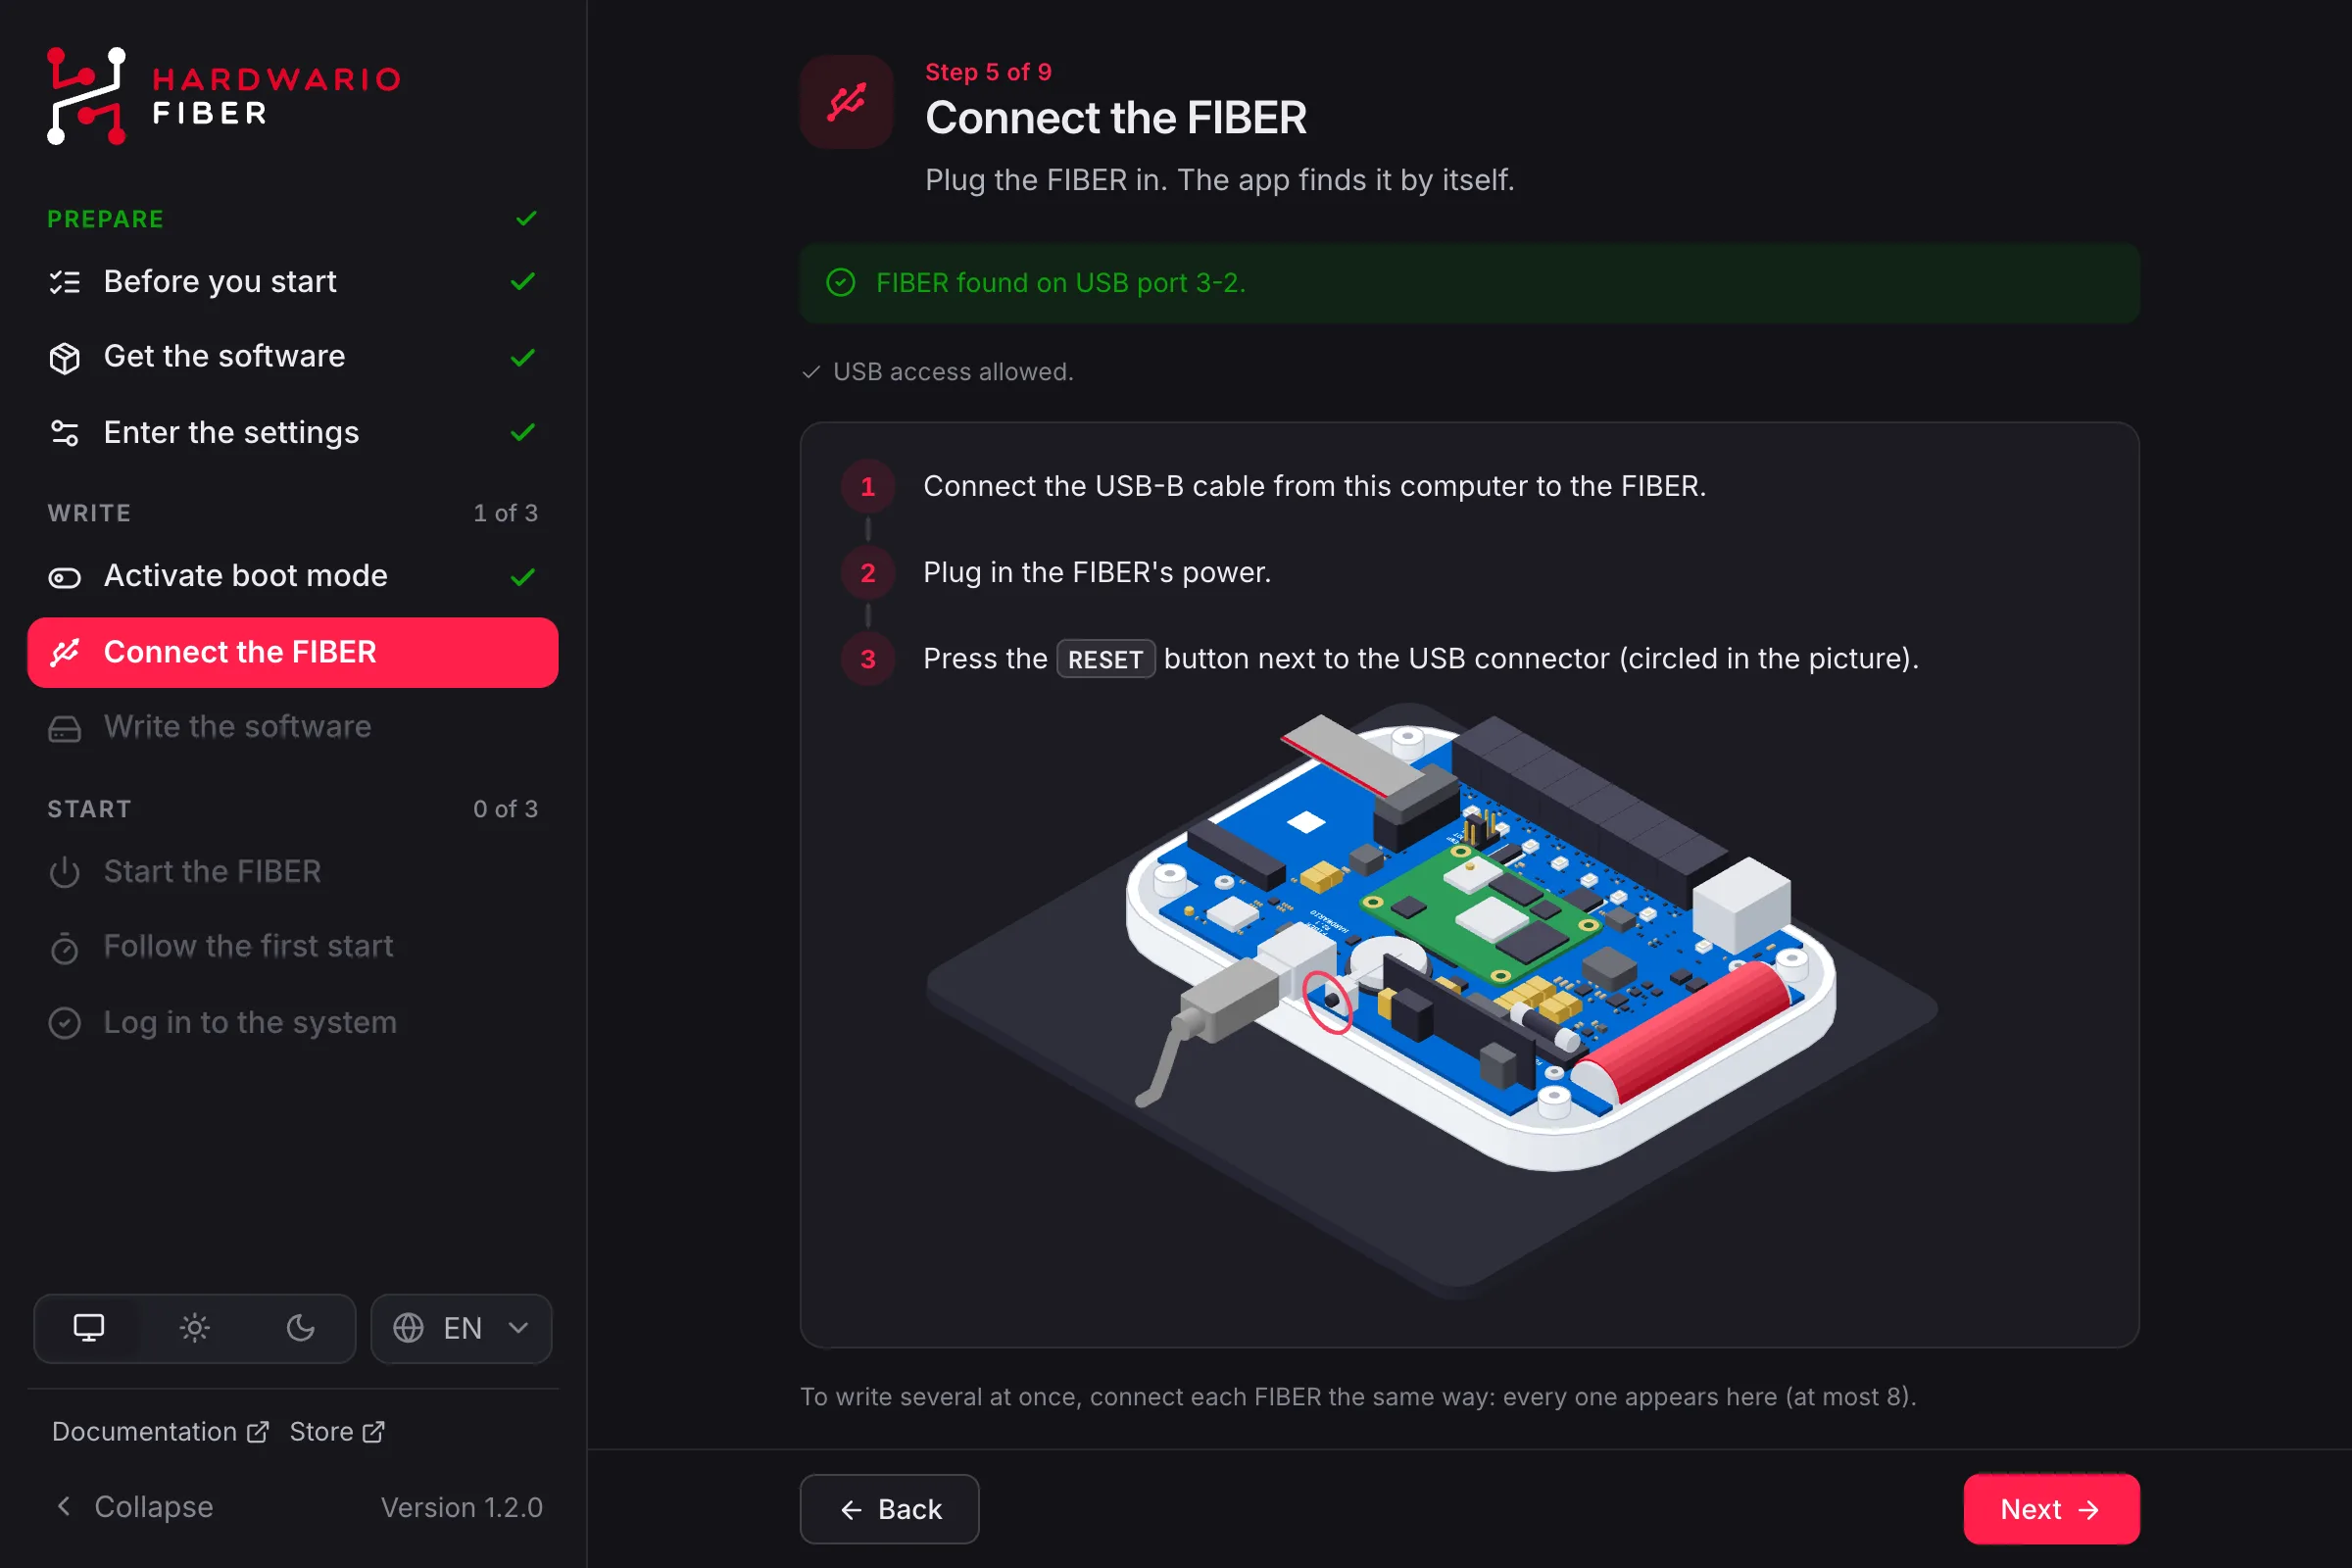 HARDWARIO
FIBER
PREPARE
Before you start
Get the software
Enter the settings
WRITE 1 of 3
Activate boot mode
Connect the FIBER
Write the software
START 0 of 3
Start the FIBER
Follow the first start
Log in to the system
EN
Documentation Store
Collapse Version 1.2.0
Step 5 of 9
Connect the FIBER
Plug the FIBER in. The app finds it by itself.
FIBER found on USB port 3-2.
USB access allowed.
1 Connect the USB-B cable from this computer to the FIBER.
2 Plug in the FIBER's power.
3 Press the RESET button next to the USB connector (circled in the picture).
HARDWARIO
To write several at once, connect each FIBER the same way: every one appears here (at most 8).
Back
Next